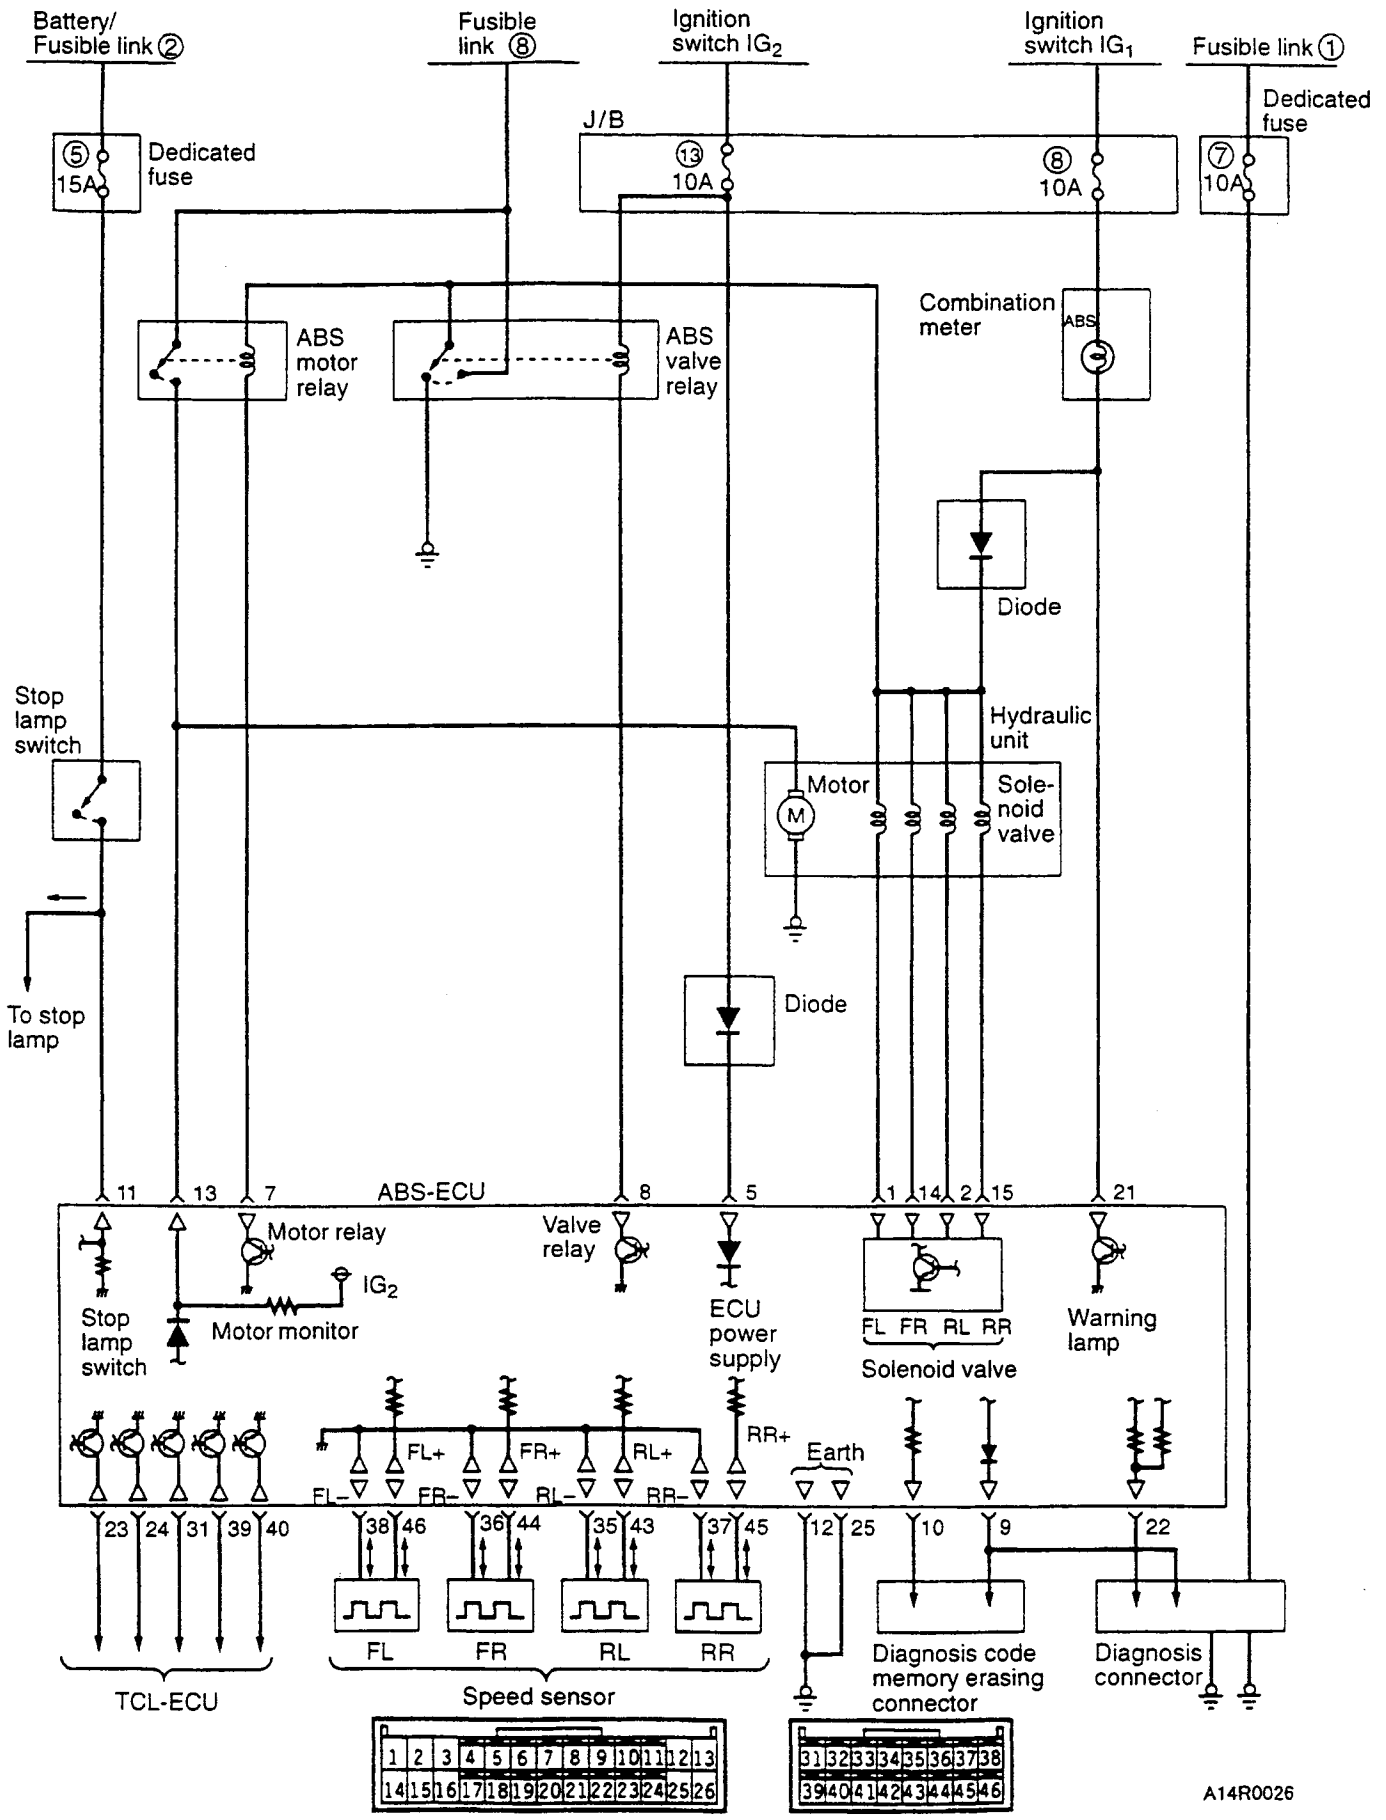 Battery/
Fusible link ②
Fusible
link ⑧
Ignition
switch IG2
Ignition
switch IG1
Fusible link ①
Dedicated
fuse
J/B
⑤
15A
Dedicated
fuse
⑬
10A
⑧
10A
⑦
10A
Combination
meter
ABS
ABS
motor
relay
ABS
valve
relay
Diode
Stop
lamp
switch
Hydraulic
unit
Motor
M
Sole-
noid
valve
To stop
lamp
Diode
11 13 7 ABS-ECU 8 5 1 14 2 15 21
Motor relay
Valve
relay
IG2
Motor monitor
Stop
lamp
switch
ECU
power
supply
FL FR RL RR
Solenoid valve
Warning
lamp
FL+ FR+ RL+ RR+
Earth
FL− FR− RL− RR−
23 24 31 39 40 38 46 36 44 35 43 37 45 12 25 10 9 22
FL FR RL RR
TCL-ECU
Speed sensor
Diagnosis code
memory erasing
connector
Diagnosis
connector
1 2 3 4 5 6 7 8 9 10 11 12 13
14 15 16 17 18 19 20 21 22 23 24 25 26
31 32 33 34 35 36 37 38
39 40 41 42 43 44 45 46
A14R0026